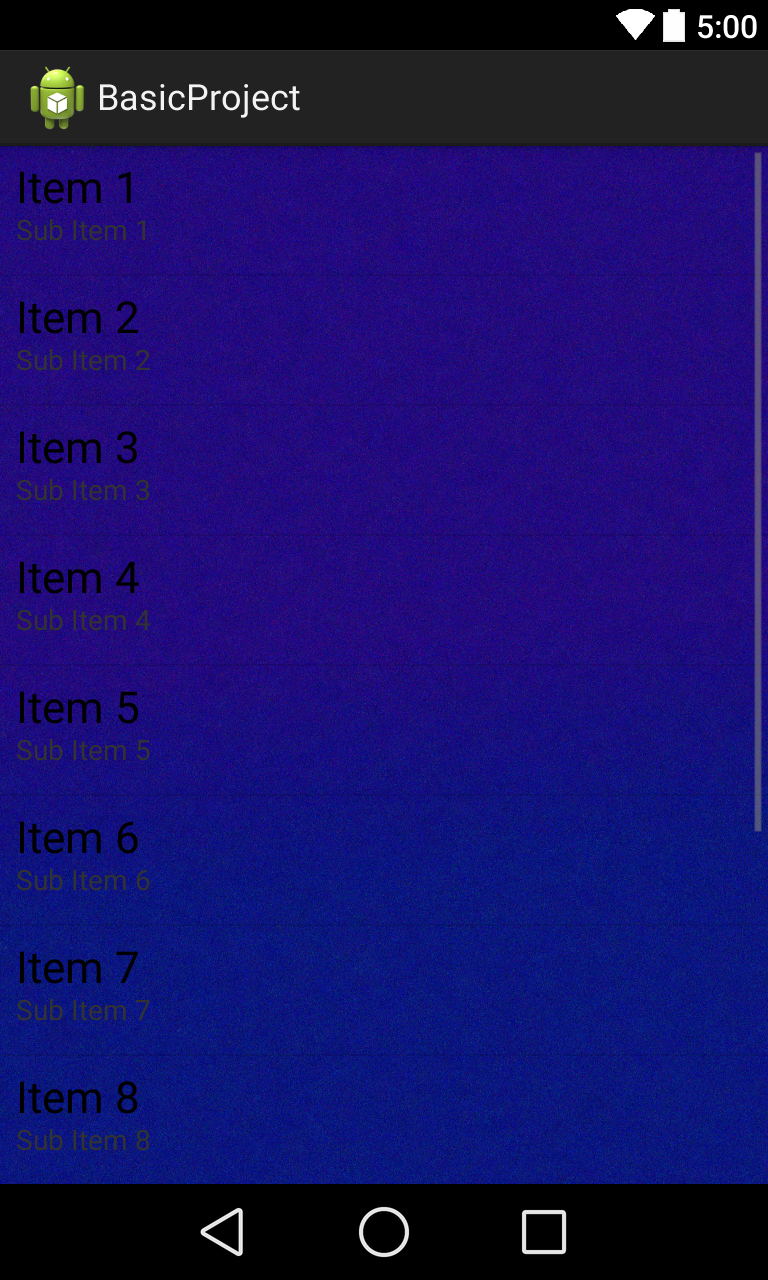 5:00
BasicProject
Item 1
Sub Item 1
Item 2
Sub Item 2
Item 3
Sub Item 3
Item 4
Sub Item 4
Item 5
Sub Item 5
Item 6
Sub Item 6
Item 7
Sub Item 7
Item 8
Sub Item 8